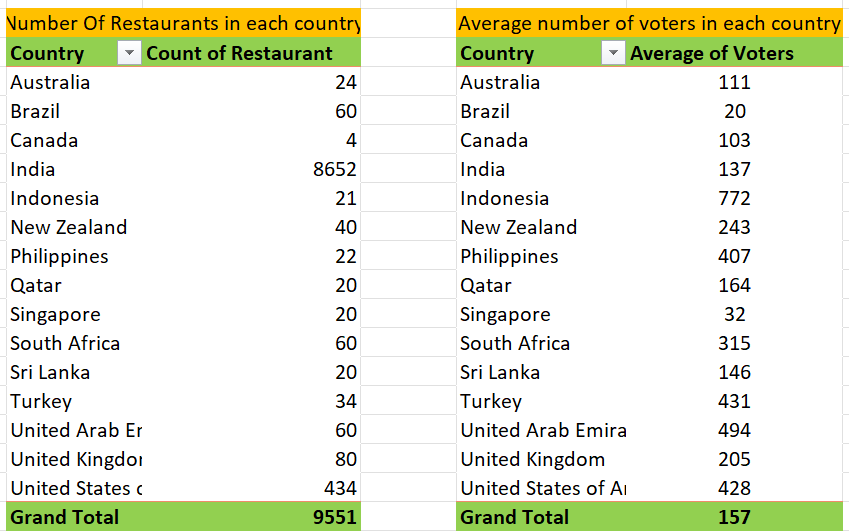 Number Of Restaurants in each country
Country Count of Restaurant
Australia 24
Brazil 60
Canada 4
India 8652
Indonesia 21
New Zealand 40
Philippines 22
Qatar 20
Singapore 20
South Africa 60
Sri Lanka 20
Turkey 34
United Arab Er 60
United Kingdor 80
United States 434
Grand Total 9551
Average number of voters in each country
Country Average of Voters
Australia 111
Brazil 20
Canada 103
India 137
Indonesia 772
New Zealand 243
Philippines 407
Qatar 164
Singapore 32
South Africa 315
Sri Lanka 146
Turkey 431
United Arab Emira 494
United Kingdom 205
United States of 428
Grand Total 157